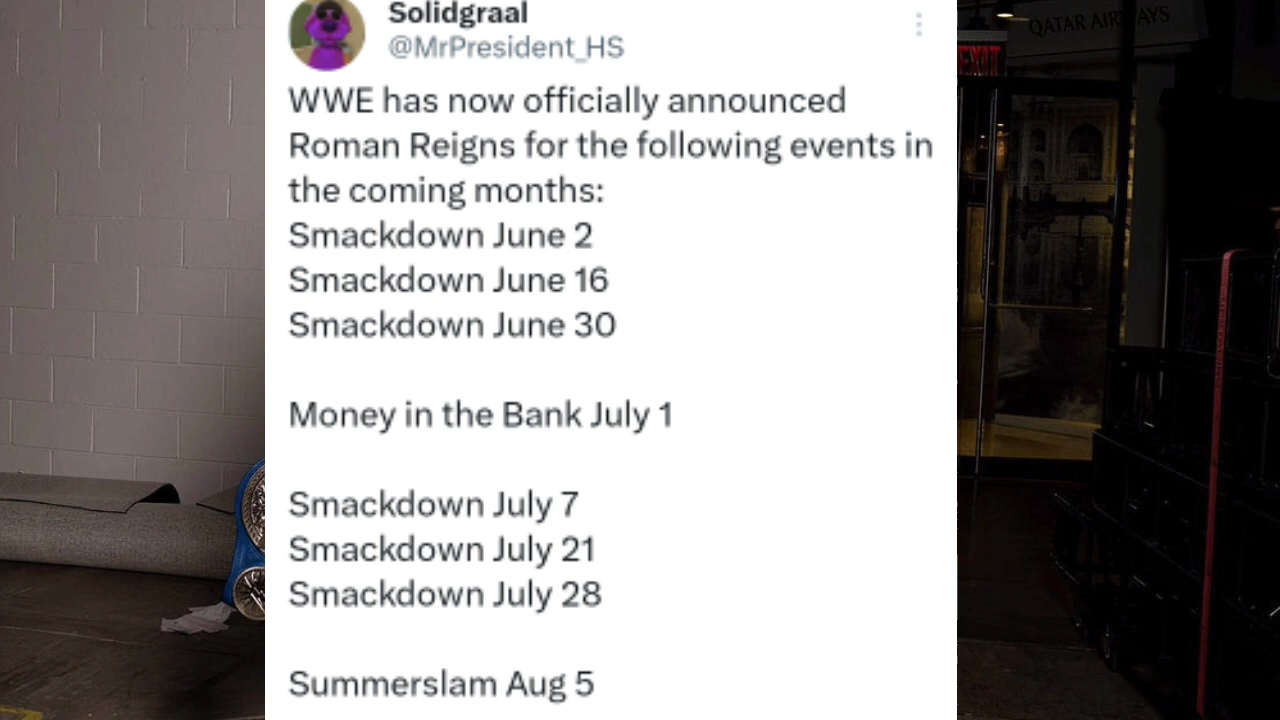 Solidgraal
@MrPresident_HS
WWE has now officially announced
Roman Reigns for the following events in
the coming months:
Smackdown June 2
Smackdown June 16
Smackdown June 30
Money in the Bank July 1
Smackdown July 7
Smackdown July 21
Smackdown July 28
Summerslam Aug 5
QATAR AIRWAYS
EXIT